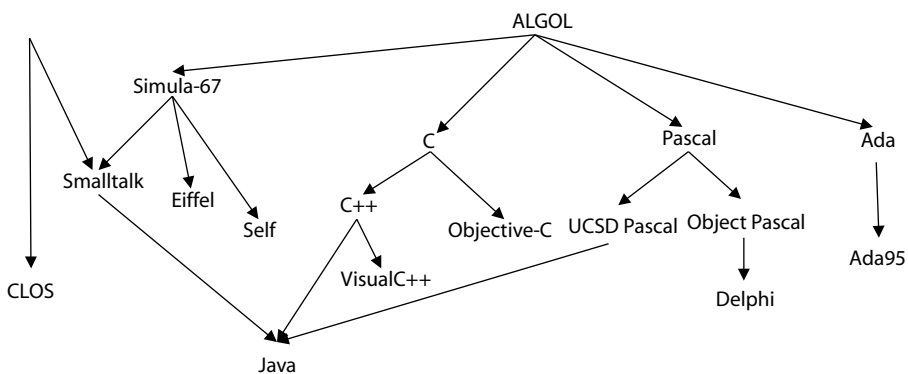 ALGOL
Simula-67
C
Pascal
Ada
Smalltalk
Eiffel
Self
C++
Objective-C
UCSD Pascal
Object Pascal
Ada95
CLOS
VisualC++
Delphi
Java